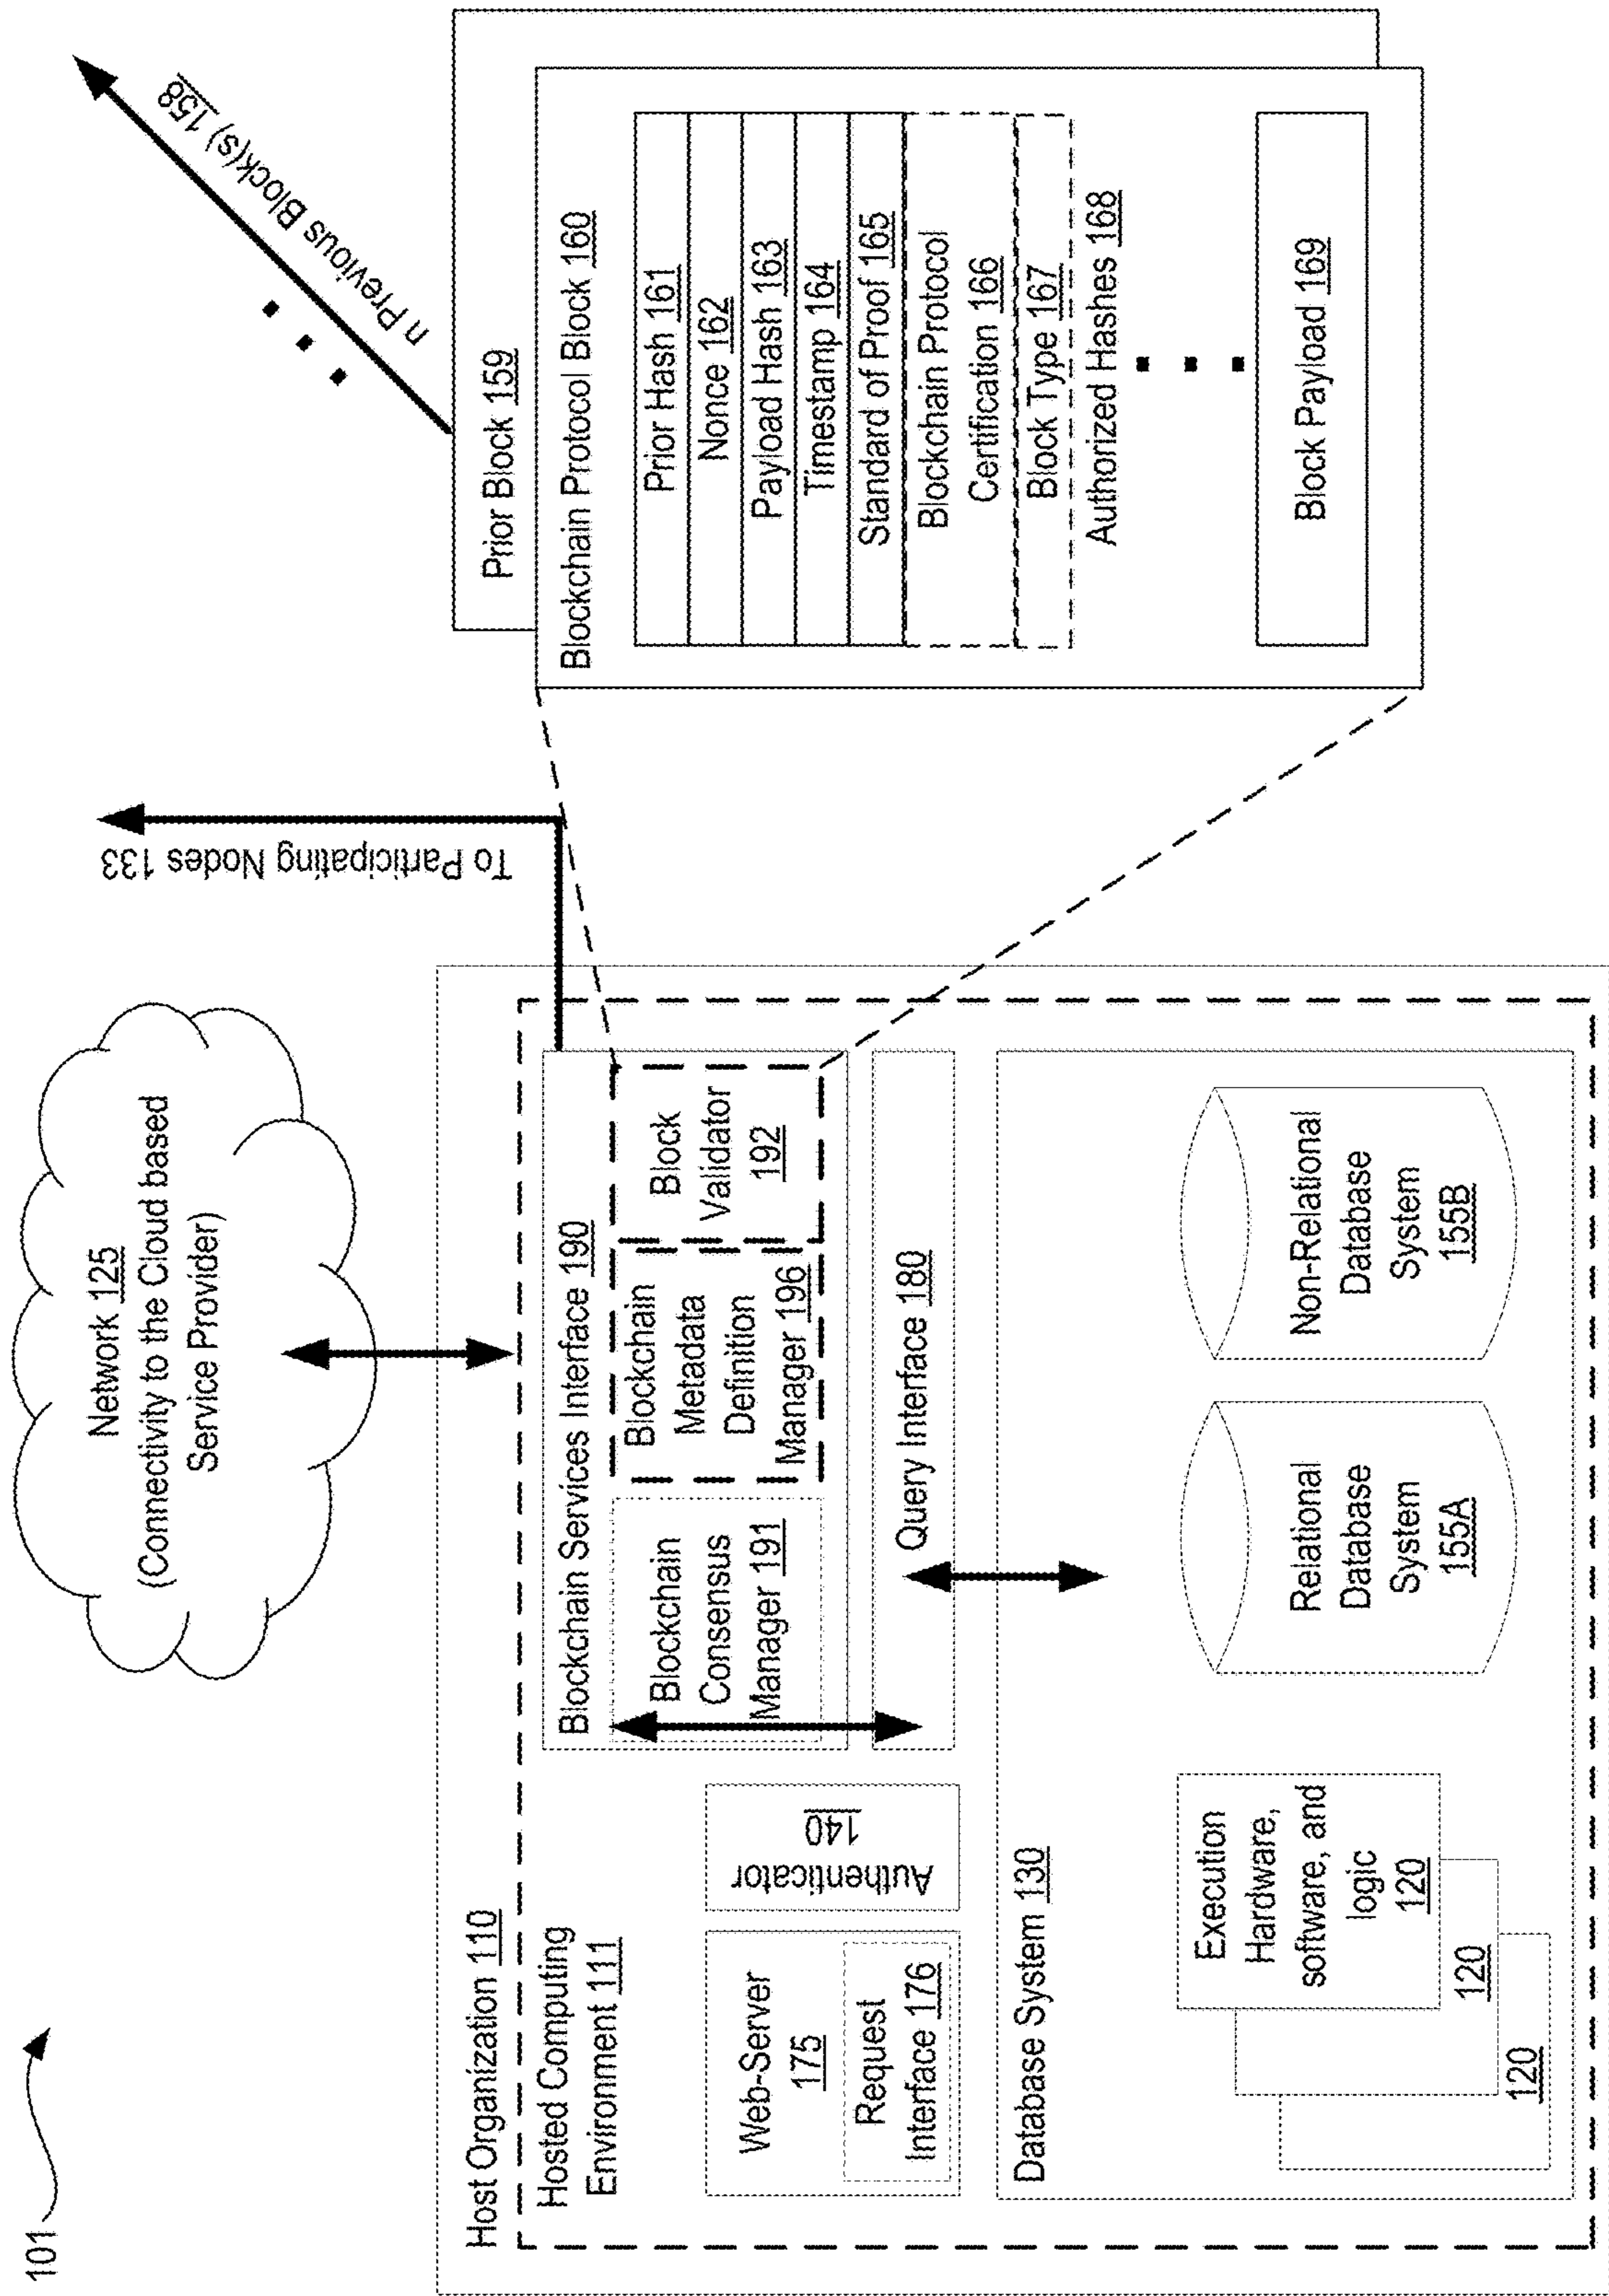 101
Network 125
(Connectivity to the Cloud based
Service Provider)
Host Organization 110
Hosted Computing
Environment 111
Web-Server
175
Request
Interface 176
Authenticator
140
Blockchain Services Interface 190
Blockchain
Consensus
Manager 191
Blockchain
Metadata
Definition
Manager 196
Block
Validator
192
Query Interface 180
Database System 130
Execution
Hardware,
software, and
logic
120
120
120
Relational
Database
System
155A
Non-Relational
Database
System
155B
To Participating Nodes 133
n Previous Block(s) 158
Prior Block 159
Blockchain Protocol Block 160
Prior Hash 161
Nonce 162
Payload Hash 163
Timestamp 164
Standard of Proof 165
Blockchain Protocol
Certification 166
Block Type 167
Authorized Hashes 168
Block Payload 169